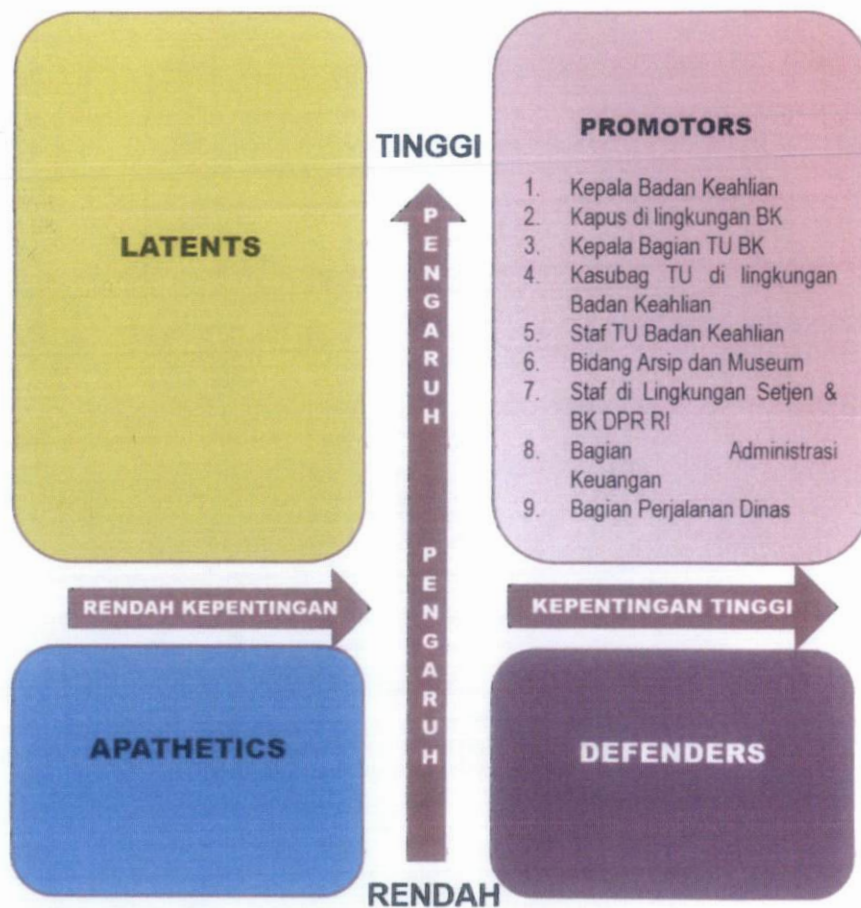 LATENTS
TINGGI
PENGARUH
PENGARUH
RENDAH
PROMOTORS
1. Kepala Badan Keahlian
2. Kapus di lingkungan BK
3. Kepala Bagian TU BK
4. Kasubag TU di lingkungan
Badan Keahlian
5. Staf TU Badan Keahlian
6. Bidang Arsip dan Museum
7. Staf di Lingkungan Setjen &
BK DPR RI
8. Bagian Administrasi
Keuangan
9. Bagian Perjalanan Dinas
RENDAH KEPENTINGAN
KEPENTINGAN TINGGI
APATHETICS
DEFENDERS